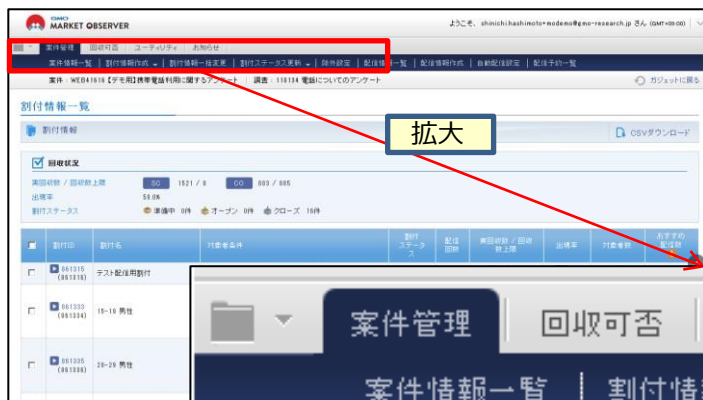 GMO
MARKET OBSERVER
ようこそ、shinichihashimoto+modemo@gmo-research.jp さん (GMT+09:00)
案件管理 回収可否 ユーティリティ お知らせ
案件情報一覧 割付情報作成 割付情報一括変更 割付ステータス更新 除外設定 配信情報一覧 配信情報作成 自動配信設定 配信予約一覧
案件：WEB41616【デモ用】携帯電話利用に関するアンケート 調査：118134 電話についてのアンケート ガジェットに戻る
割付情報一覧
拡大
割付情報 CSVダウンロード
回収状況
実回収数 / 回収数上限 SC 1521 / 0 CO 803 / 805
出現率
割付ステータス 準備中 0件 オープン 0件 クローズ 16件
割付ID 割付名 対象者条件 割付ステータス 配信回数 実回収数 / 回収数上限 出現率 対象者数 おすすめ配信数
861315
(861316) テスト配信用割付
861333
(861334) 15-19 男性
861335
(861336) 20-29 男性
案件管理 回収可否
案件情報一覧 割付情